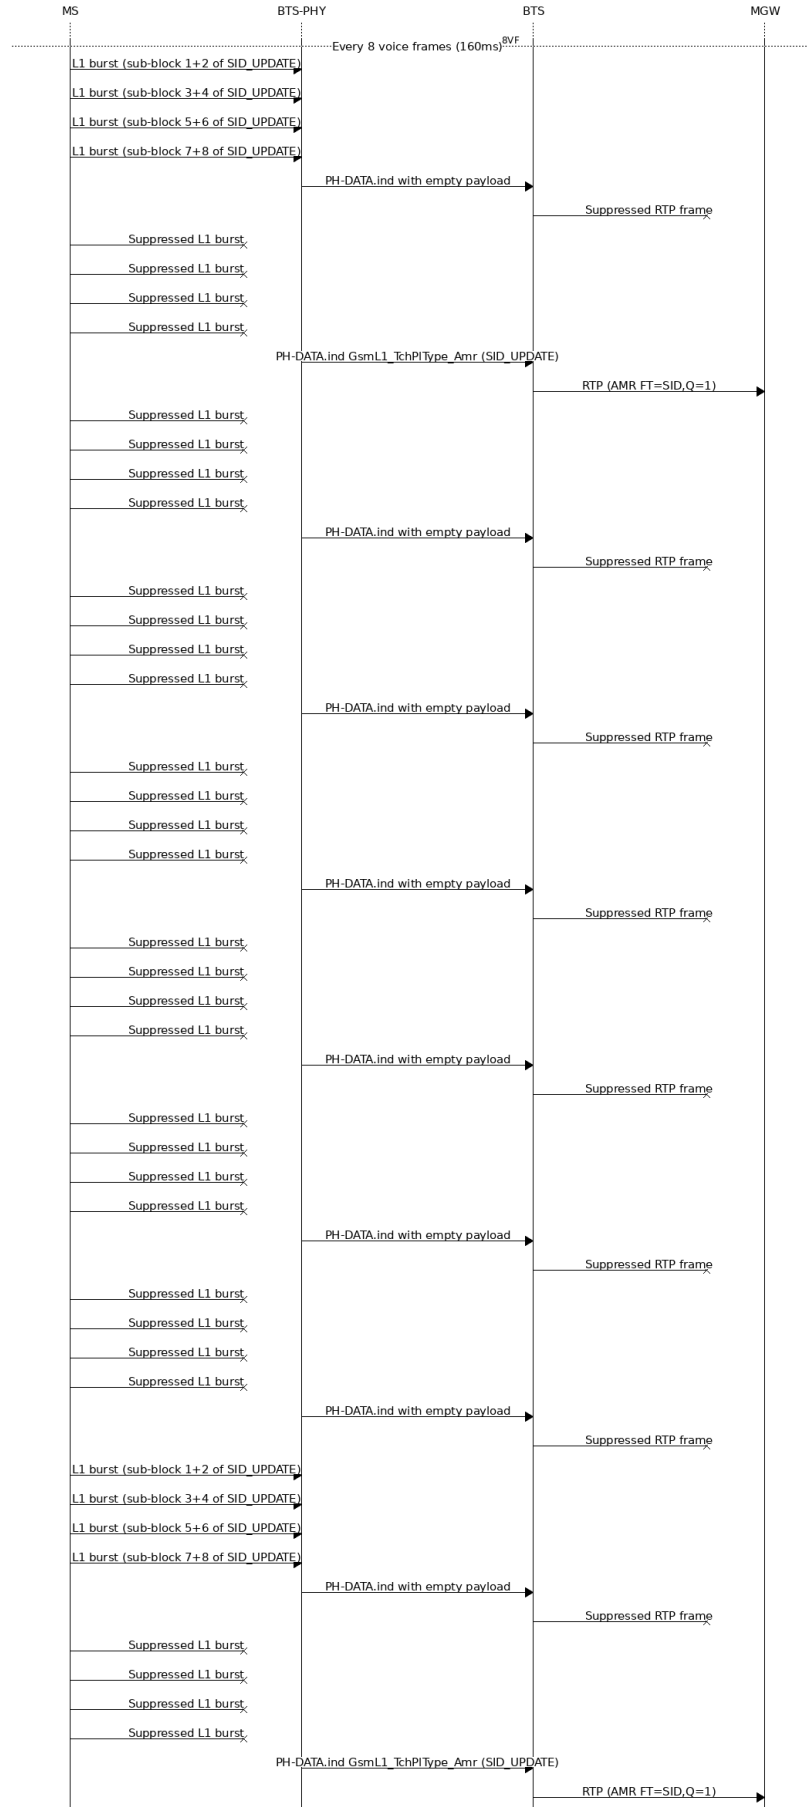 MS BTS-PHY BTS MGW
Every 8 voice frames (160ms) 8VF
L1 burst (sub-block 1+2 of SID_UPDATE)
L1 burst (sub-block 3+4 of SID_UPDATE)
L1 burst (sub-block 5+6 of SID_UPDATE)
L1 burst (sub-block 7+8 of SID_UPDATE)
PH-DATA.ind with empty payload
Suppressed RTP frame
Suppressed L1 burst
Suppressed L1 burst
Suppressed L1 burst
Suppressed L1 burst
PH-DATA.ind GsmL1_TchPlType_Amr (SID_UPDATE)
RTP (AMR FT=SID,Q=1)
Suppressed L1 burst
Suppressed L1 burst
Suppressed L1 burst
Suppressed L1 burst
PH-DATA.ind with empty payload
Suppressed RTP frame
Suppressed L1 burst
Suppressed L1 burst
Suppressed L1 burst
Suppressed L1 burst
PH-DATA.ind with empty payload
Suppressed RTP frame
Suppressed L1 burst
Suppressed L1 burst
Suppressed L1 burst
Suppressed L1 burst
PH-DATA.ind with empty payload
Suppressed RTP frame
Suppressed L1 burst
Suppressed L1 burst
Suppressed L1 burst
Suppressed L1 burst
PH-DATA.ind with empty payload
Suppressed RTP frame
Suppressed L1 burst
Suppressed L1 burst
Suppressed L1 burst
Suppressed L1 burst
PH-DATA.ind with empty payload
Suppressed RTP frame
Suppressed L1 burst
Suppressed L1 burst
Suppressed L1 burst
Suppressed L1 burst
PH-DATA.ind with empty payload
Suppressed RTP frame
L1 burst (sub-block 1+2 of SID_UPDATE)
L1 burst (sub-block 3+4 of SID_UPDATE)
L1 burst (sub-block 5+6 of SID_UPDATE)
L1 burst (sub-block 7+8 of SID_UPDATE)
PH-DATA.ind with empty payload
Suppressed RTP frame
Suppressed L1 burst
Suppressed L1 burst
Suppressed L1 burst
Suppressed L1 burst
PH-DATA.ind GsmL1_TchPlType_Amr (SID_UPDATE)
RTP (AMR FT=SID,Q=1)